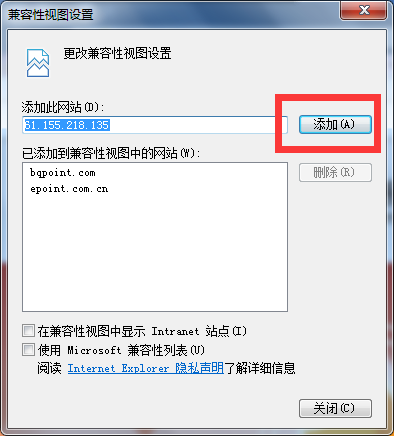 兼容性视图设置
更改兼容性视图设置
添加此网站(D):
61.155.218.135
添加(A)
已添加到兼容性视图中的网站(W):
bqpoint.com
epoint.com.cn
删除(R)
在兼容性视图中显示 Intranet 站点(I)
使用 Microsoft 兼容性列表(U)
阅读 Internet Explorer 隐私声明了解详细信息
关闭(C)